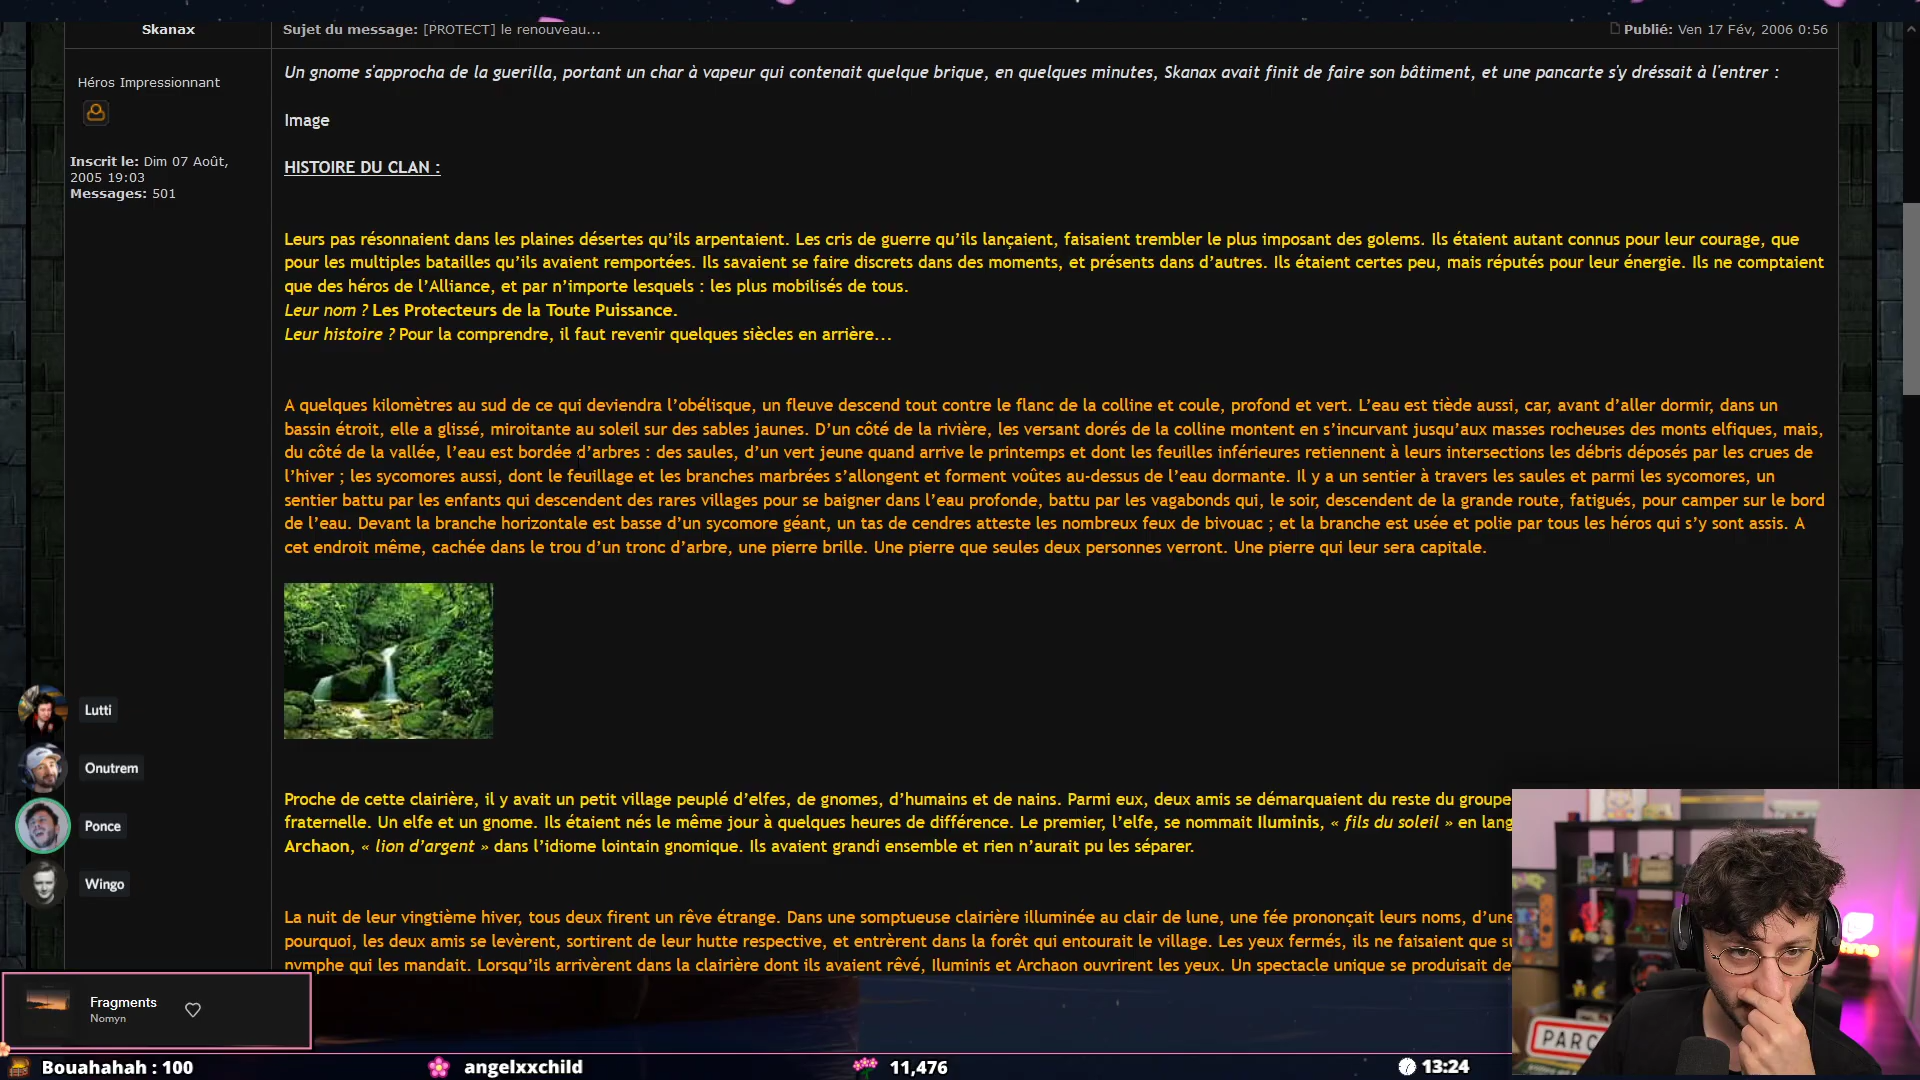 Skanax
Sujet du message: [PROTECT] le renouveau...
Publié: Ven 17 Fév, 2006 0:56
Héros Impressionnant
Inscrit le: Dim 07 Août,
2005 19:03
Messages: 501
Un gnome s'approcha de la guerilla, portant un char à vapeur qui contenait quelque brique, en quelques minutes, Skanax avait finit de faire son bâtiment, et une pancarte s'y dréssait à l'entrer :
Image
HISTOIRE DU CLAN :
Leurs pas résonnaient dans les plaines désertes qu’ils arpentaient. Les cris de guerre qu’ils lançaient, faisaient trembler le plus imposant des golems. Ils étaient autant connus pour leur courage, que
pour les multiples batailles qu’ils avaient remportées. Ils savaient se faire discrets dans des moments, et présents dans d’autres. Ils étaient certes peu, mais réputés pour leur énergie. Ils ne comptaient
que des héros de l’Alliance, et par n’importe lesquels : les plus mobilisés de tous.
Leur nom ? Les Protecteurs de la Toute Puissance.
Leur histoire ? Pour la comprendre, il faut revenir quelques siècles en arrière...
A quelques kilomètres au sud de ce qui deviendra l’obélisque, un fleuve descend tout contre le flanc de la colline et coule, profond et vert. L’eau est tiède aussi, car, avant d’aller dormir, dans un
bassin étroit, elle a glissé, miroitante au soleil sur des sables jaunes. D’un côté de la rivière, les versant dorés de la colline montent en s’incurvant jusqu’aux masses rocheuses des monts elfiques, mais,
du côté de la vallée, l’eau est bordée d’arbres : des saules, d’un vert jeune quand arrive le printemps et dont les feuilles inférieures retiennent à leurs intersections les débris déposés par les crues de
l’hiver ; les sycomores aussi, dont le feuillage et les branches marbrées s’allongent et forment voûtes au-dessus de l’eau dormante. Il y a un sentier à travers les saules et parmi les sycomores, un
sentier battu par les enfants qui descendent des rares villages pour se baigner dans l’eau profonde, battu par les vagabonds qui, le soir, descendent de la grande route, fatigués, pour camper sur le bord
de l’eau. Devant la branche horizontale est basse d’un sycomore géant, un tas de cendres atteste les nombreux feux de bivouac ; et la branche est usée et polie par tous les héros qui s’y sont assis. A
cet endroit même, cachée dans le trou d’un tronc d’arbre, une pierre brille. Une pierre que seules deux personnes verront. Une pierre qui leur sera capitale.
Proche de cette clairière, il y avait un petit village peuplé d’elfes, de gnomes, d’humains et de nains. Parmi eux, deux amis se démarquaient du reste du groupe
fraternelle. Un elfe et un gnome. Ils étaient nés le même jour à quelques heures de différence. Le premier, l’elfe, se nommait Iluminis, « fils du soleil » en lang
Archaon, « lion d’argent » dans l’idiome lointain gnomique. Ils avaient grandi ensemble et rien n’aurait pu les séparer.
La nuit de leur vingtième hiver, tous deux firent un rêve étrange. Dans une somptueuse clairière illuminée au clair de lune, une fée prononçait leurs noms, d’une
pourquoi, les deux amis se levèrent, sortirent de leur hutte respective, et entrèrent dans la forêt qui entourait le village. Les yeux fermés, ils ne faisaient que su
nymphe qui les mandait. Lorsqu’ils arrivèrent dans la clairière dont ils avaient rêvé, Iluminis et Archaon ouvrirent les yeux. Un spectacle unique se produisait de
Lutti
Onutrem
Ponce
Wingo
Fragments
Nomyn
PARC
Bouahahah : 100
angelxxchild
11,476
13:24